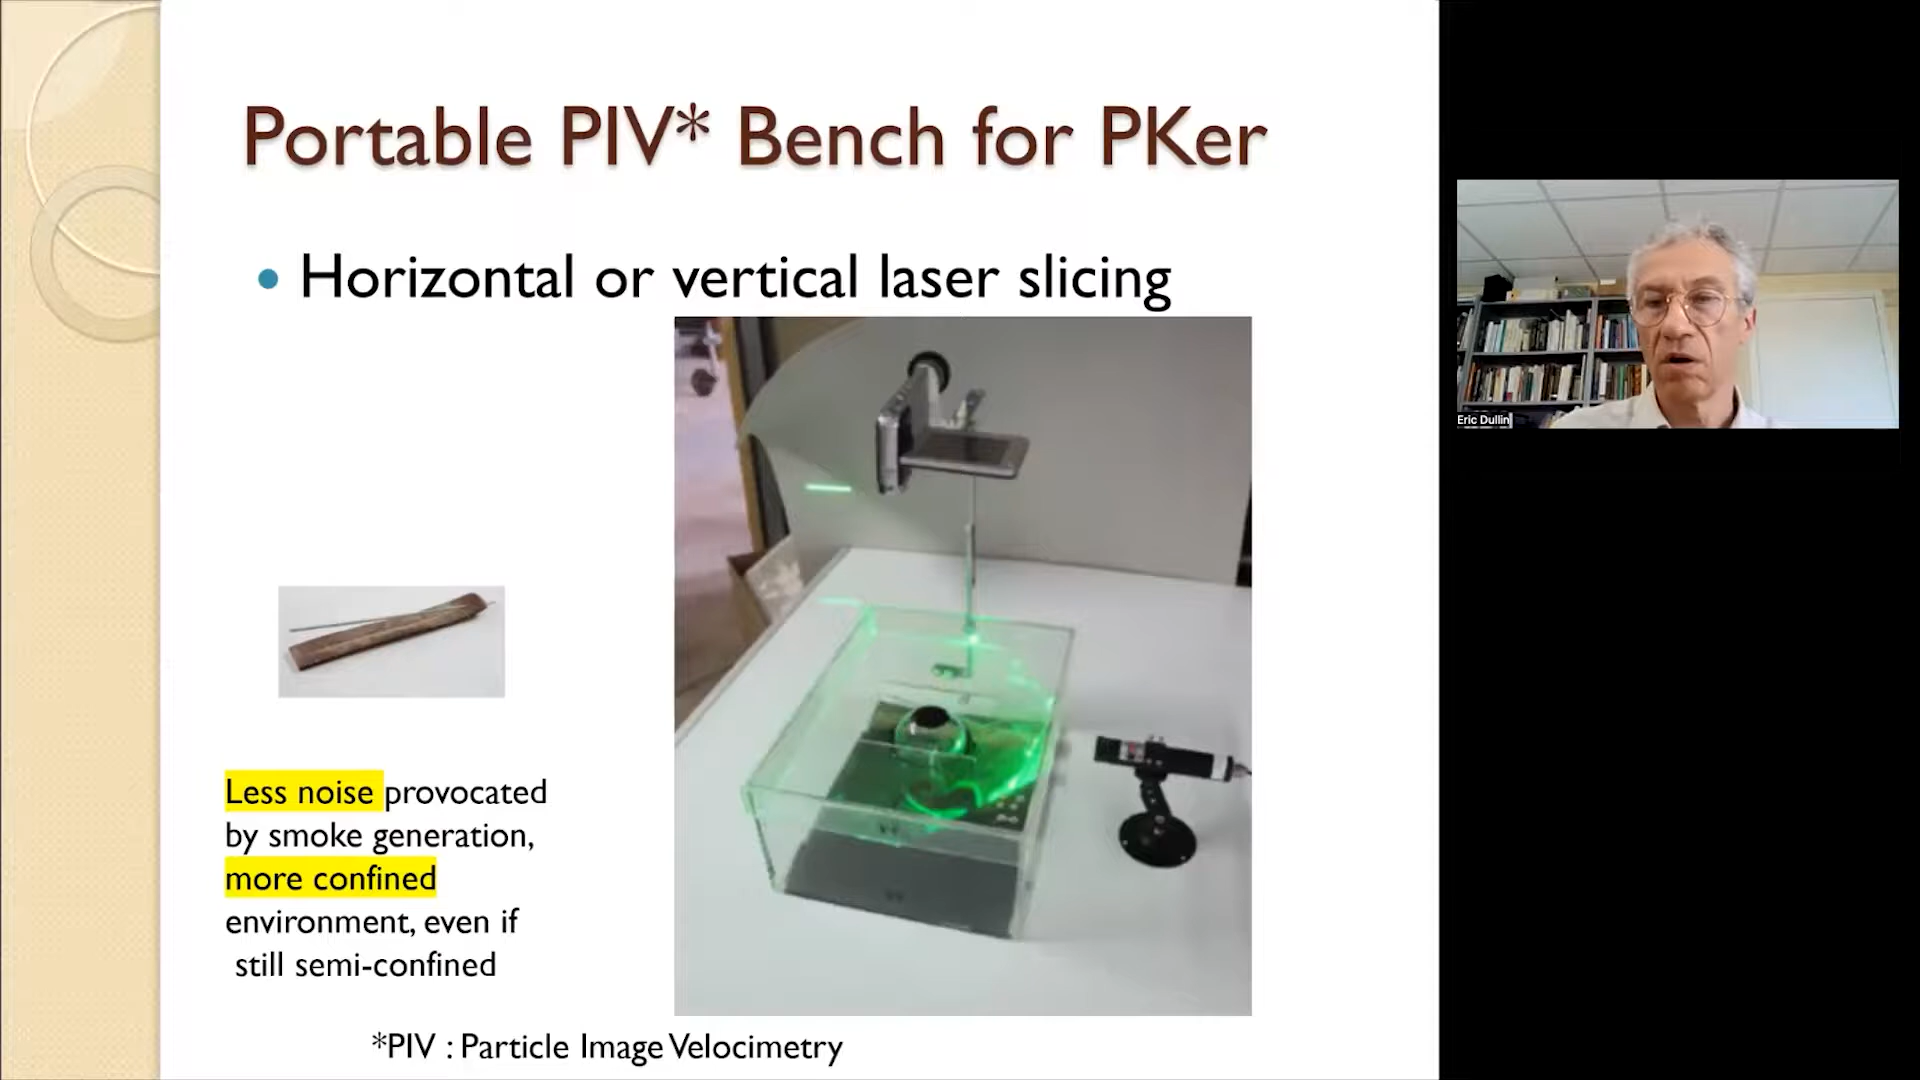 Portable PIV* Bench for PKer
Horizontal or vertical laser slicing
Less noise provocated
by smoke generation,
more confined
environment, even if
still semi-confined
*PIV : Particle Image Velocimetry
Eric Dullin